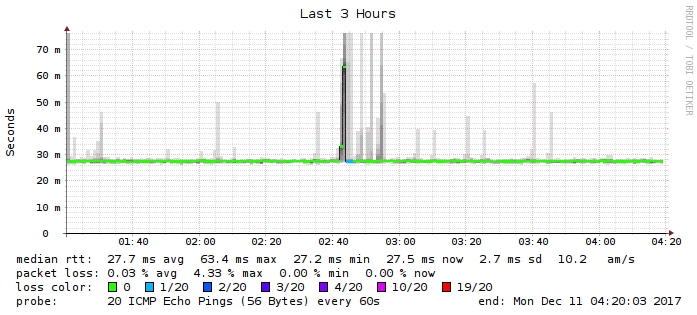 Last 3 Hours
RRDTOOL / TOBI OETIKER
Seconds
70 m
60 m
50 m
40 m
30 m
20 m
10 m
0
01:40 02:00 02:20 02:40 03:00 03:20 03:40 04:00 04:20
median rtt: 27.7 ms avg 63.4 ms max 27.2 ms min 27.5 ms now 2.7 ms sd 10.2 am/s
packet loss: 0.03 % avg 4.33 % max 0.00 % min 0.00 % now
loss color: 0 1/20 2/20 3/20 4/20 10/20 19/20
probe: 20 ICMP Echo Pings (56 Bytes) every 60s end: Mon Dec 11 04:20:03 2017